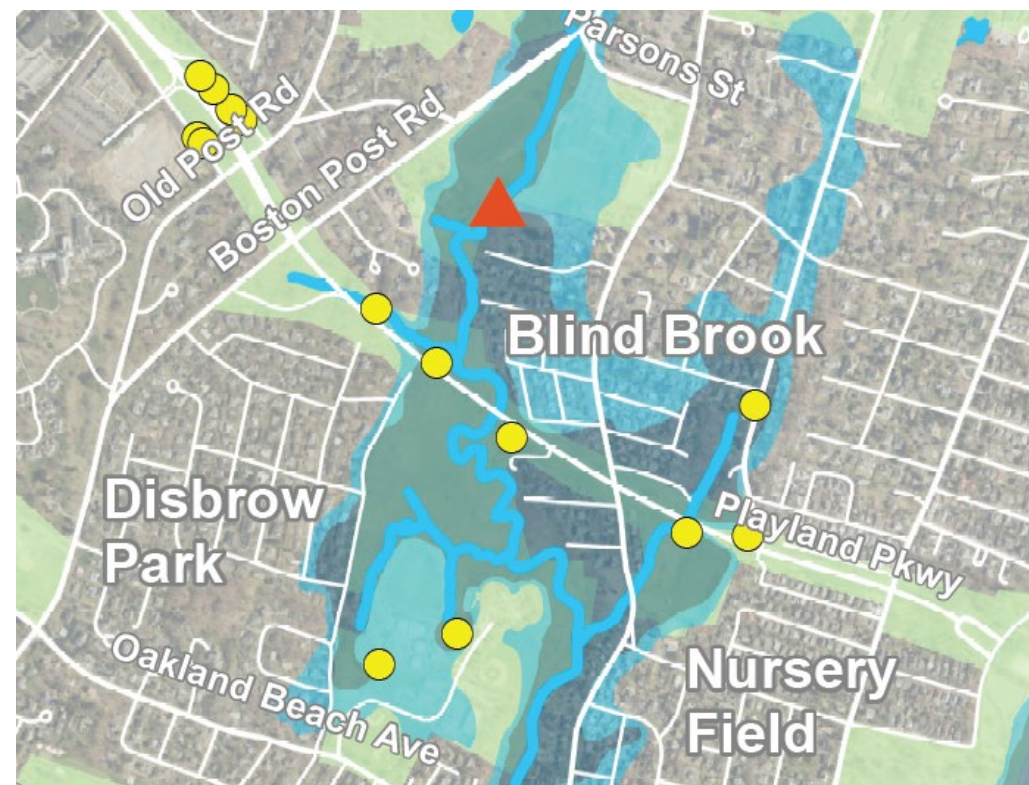 Parsons St
Old Post Rd
Boston Post Rd
Blind Brook
Disbrow
Park
Playland Pkwy
Oakland Beach Ave
Nursery
Field